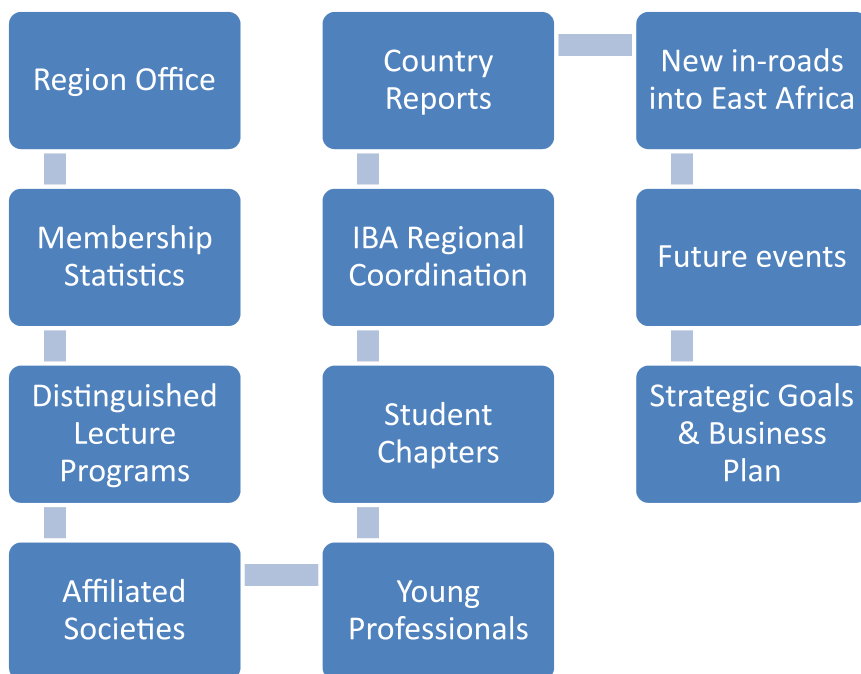 Region Office
Membership
Statistics
Distinguished
Lecture
Programs
Affiliated
Societies
Young
Professionals
Student
Chapters
IBA Regional
Coordination
Country
Reports
New in-roads
into East Africa
Future events
Strategic Goals
& Business
Plan